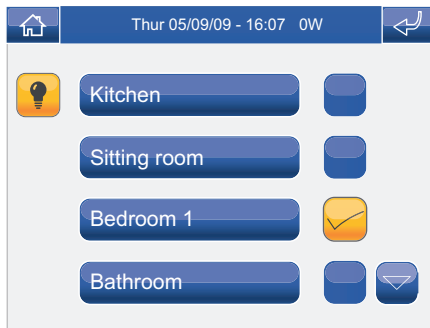 Thur 05/09/09 - 16:07 0W
Kitchen
Sitting room
Bedroom 1
Bathroom